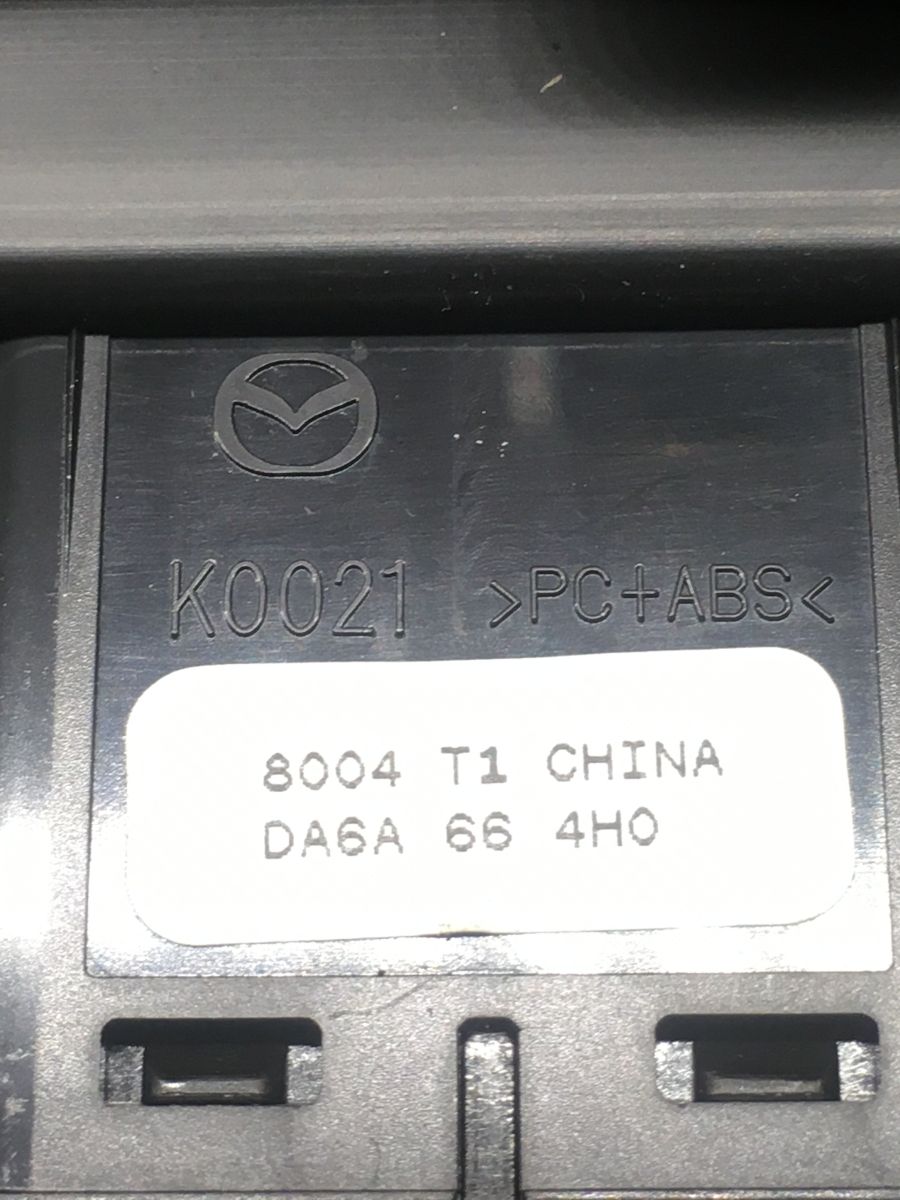 K0021 >PC+ABS<
8004 T1 CHINA
DA6A 66 4H0